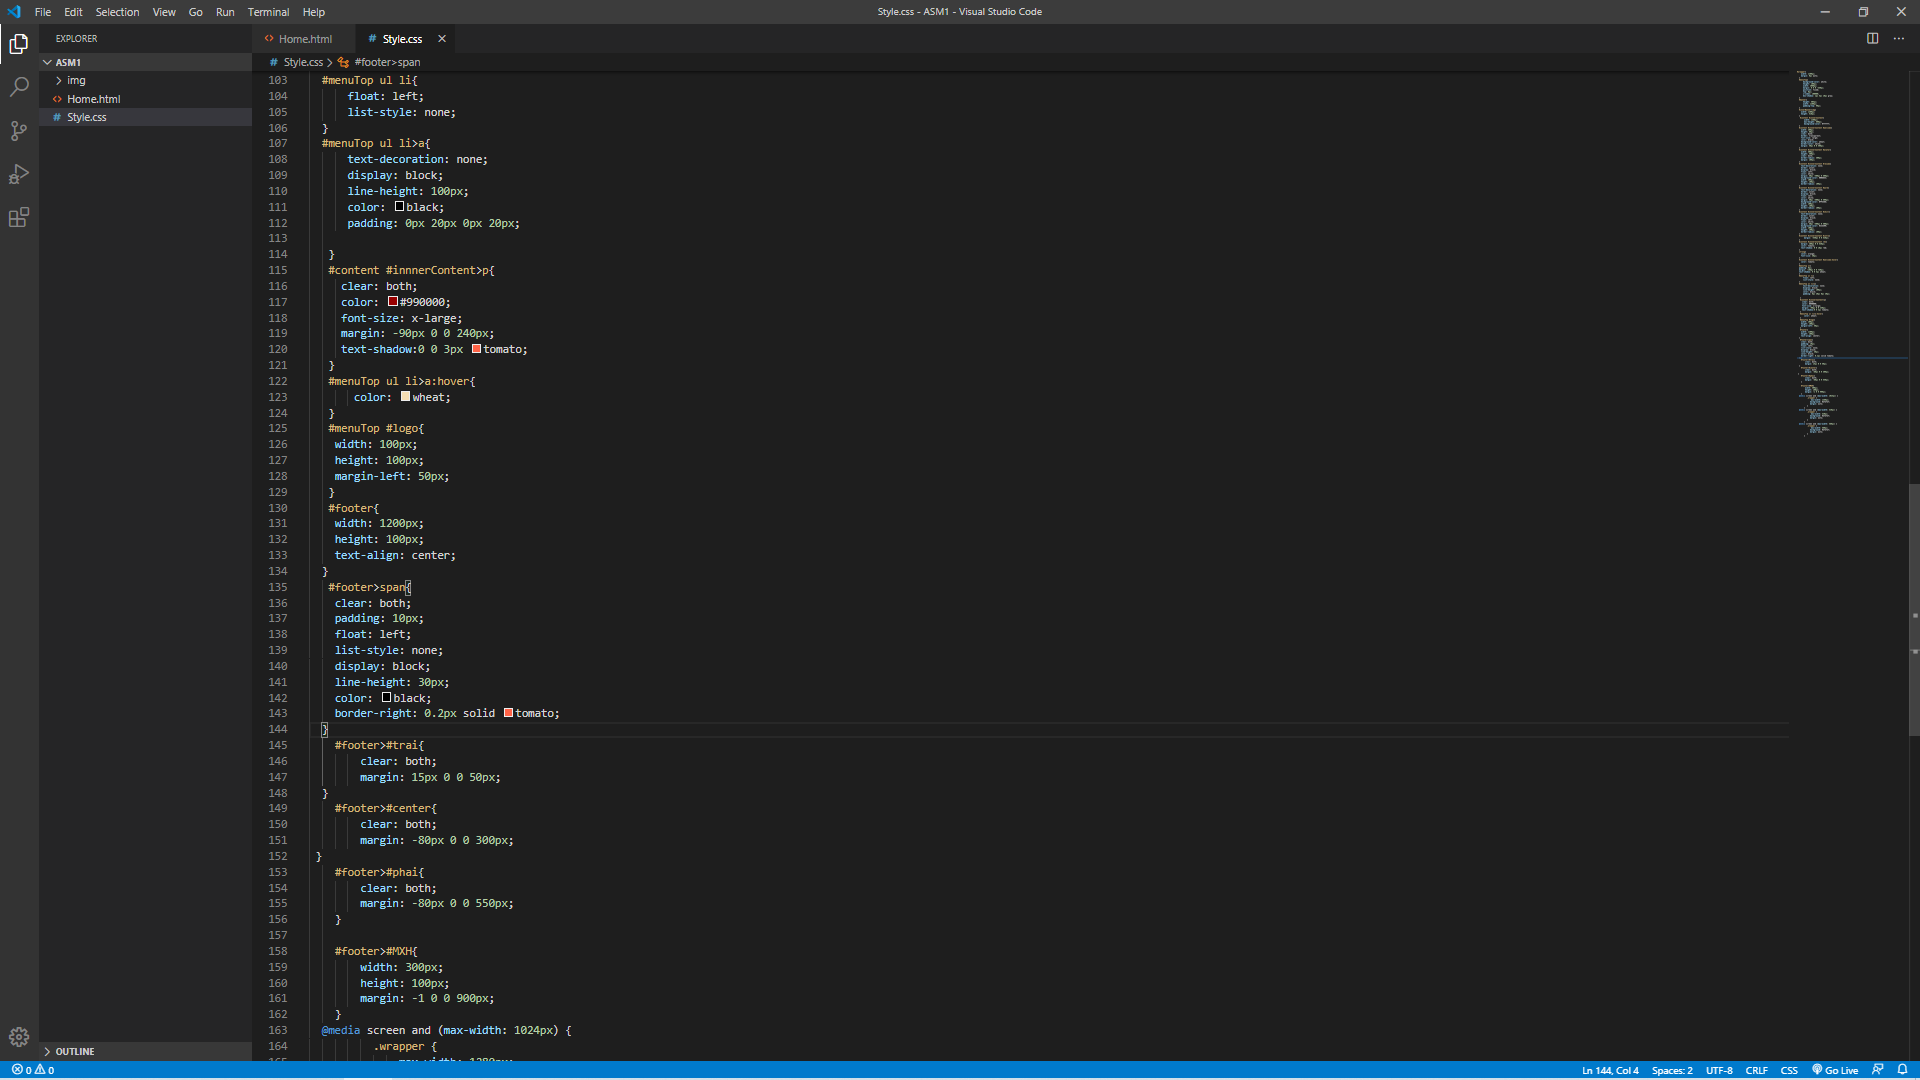 File Edit Selection View Go Run Terminal Help
Style.css - ASM1 - Visual Studio Code
EXPLORER
ASM1
img
Home.html
Style.css
OUTLINE
Home.html
Style.css
Style.css > #footer>span
103 #menuTop ul li{
104 float: left;
105 list-style: none;
106 }
107 #menuTop ul li>a{
108 text-decoration: none;
109 display: block;
110 line-height: 100px;
111 color: black;
112 padding: 0px 20px 0px 20px;
113
114 }
115 #content #innnerContent>p{
116 clear: both;
117 color: #990000;
118 font-size: x-large;
119 margin: -90px 0 0 240px;
120 text-shadow:0 0 3px tomato;
121 }
122 #menuTop ul li>a:hover{
123 color: wheat;
124 }
125 #menuTop #logo{
126 width: 100px;
127 height: 100px;
128 margin-left: 50px;
129 }
130 #footer{
131 width: 1200px;
132 height: 100px;
133 text-align: center;
134 }
135 #footer>span{
136 clear: both;
137 padding: 10px;
138 float: left;
139 list-style: none;
140 display: block;
141 line-height: 30px;
142 color: black;
143 border-right: 0.2px solid tomato;
144 }
145 #footer>#trai{
146 clear: both;
147 margin: 15px 0 0 50px;
148 }
149 #footer>#center{
150 clear: both;
151 margin: -80px 0 0 300px;
152 }
153 #footer>#phai{
154 clear: both;
155 margin: -80px 0 0 550px;
156 }
157
158 #footer>#MXH{
159 width: 300px;
160 height: 100px;
161 margin: -1 0 0 900px;
162 }
163 @media screen and (max-width: 1024px) {
164 .wrapper {
0 0
Ln 144, Col 4 Spaces: 2 UTF-8 CRLF CSS Go Live